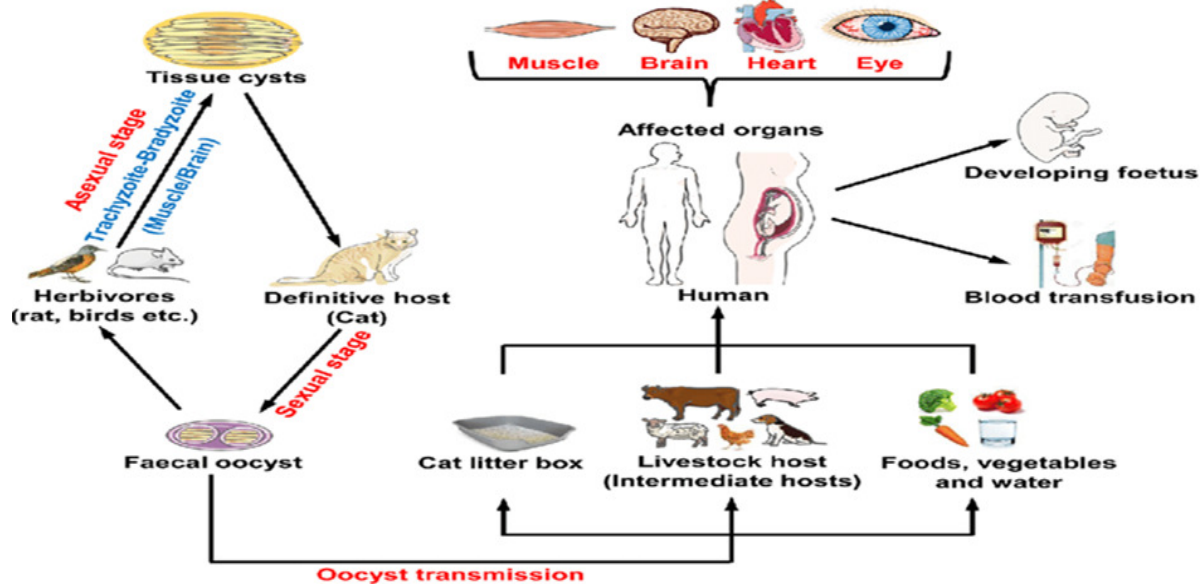 Tissue cysts
Asexual stage
Trachyzoite-Bradyzoite
(Muscle/Brain)
Herbivores
(rat, birds etc.)
Definitive host
(Cat)
Sexual stage
Faecal oocyst
Oocyst transmission
Muscle
Brain
Heart
Eye
Affected organs
Human
Developing foetus
Blood transfusion
Cat litter box
Livestock host
(Intermediate hosts)
Foods, vegetables
and water